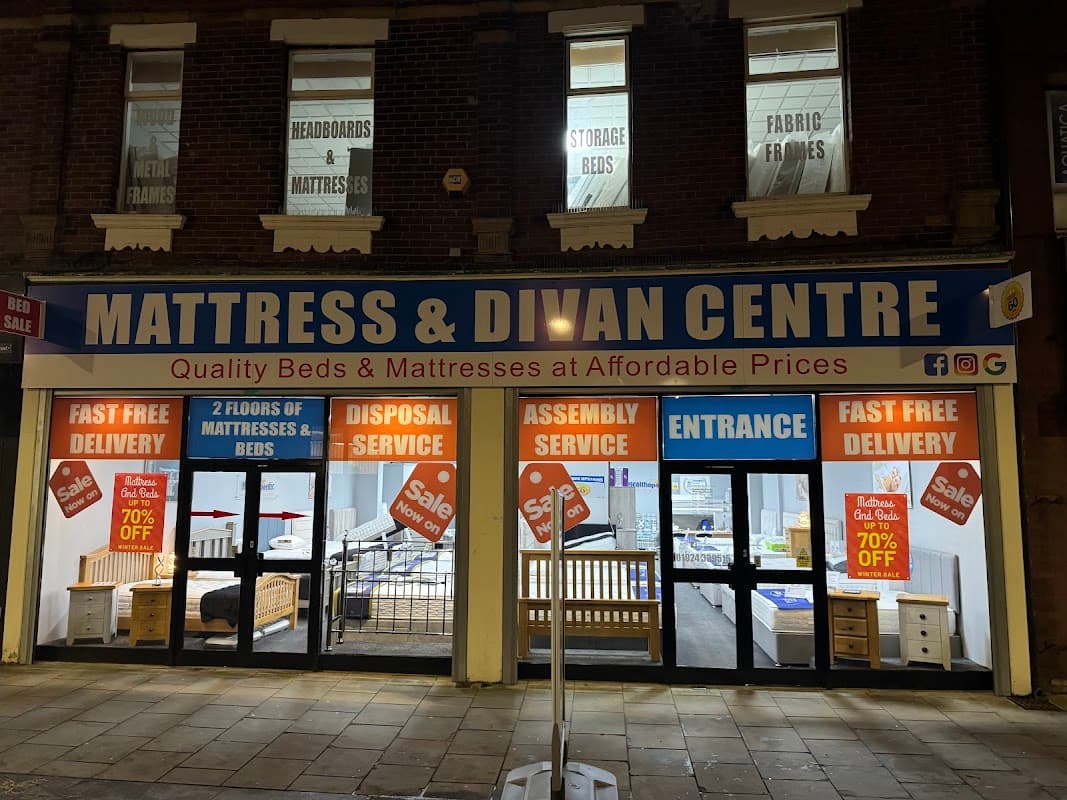 METAL
FRAMES
HEADBOARDS
&
MATTRESSES
STORAGE
BEDS
FABRIC
FRAMES
BED
SALE
MATTRESS & DIVAN CENTRE
60
Quality Beds & Mattresses at Affordable Prices
f
G
FAST FREE
DELIVERY
2 FLOORS OF
MATTRESSES &
BEDS
DISPOSAL
SERVICE
ASSEMBLY
SERVICE
ENTRANCE
FAST FREE
DELIVERY
Sale
Now on
Mattress
And Beds
UP TO
70%
OFF
WINTER SALE
Sale
Now on
Sale
Now on
Mattress
And Beds
UP TO
70%
OFF
WINTER SALE
Sale
Now on
AQUATICA